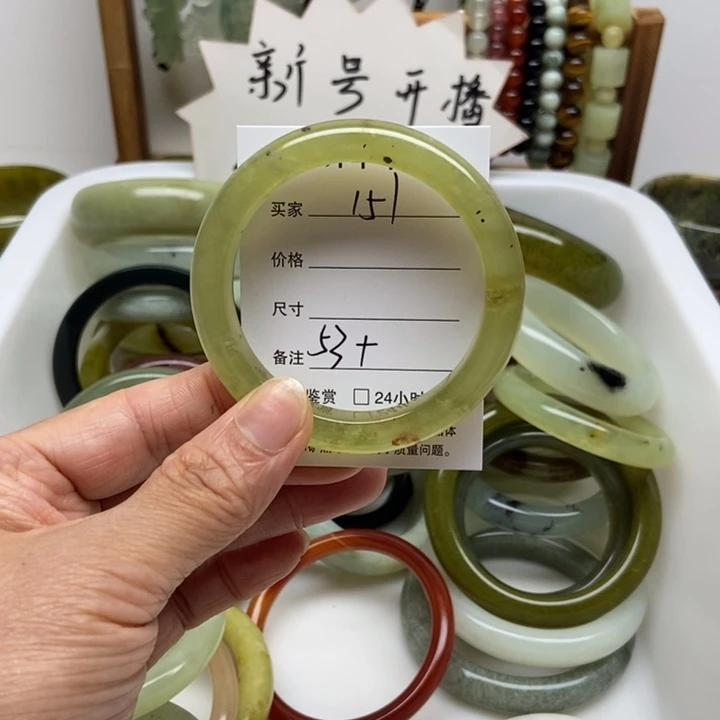 新号开播
买家 151
价格
尺寸
备注 53+
鉴赏 □ 24小时
质量问题。